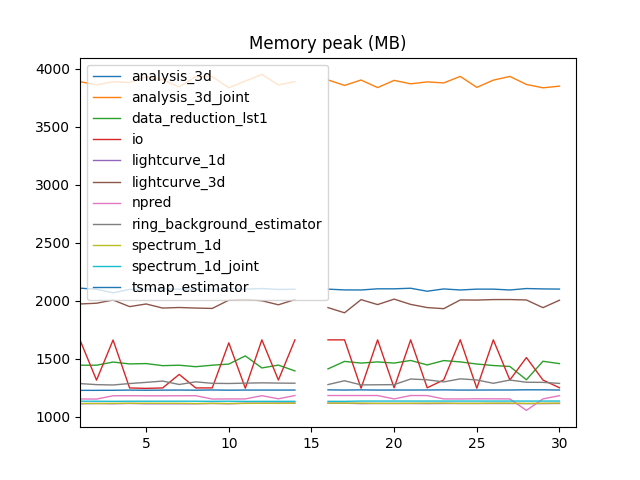 Memory peak (MB)
4000
3500
3000
2500
2000
1500
1000
analysis_3d
analysis_3d_joint
data_reduction_lst1
io
lightcurve_1d
lightcurve_3d
npred
ring_background_estimator
spectrum_1d
spectrum_1d_joint
tsmap_estimator
5 10 15 20 25 30